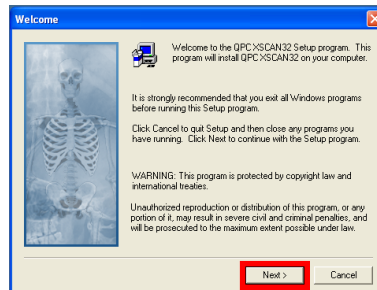 Welcome
Welcome to the QPC XSCAN32 Setup program. This
program will install QPC XSCAN32 on your computer.
It is strongly recommended that you exit all Windows programs
before running this Setup program.
Click Cancel to quit Setup and then close any programs you
have running. Click Next to continue with the Setup program.
WARNING: This program is protected by copyright law and
international treaties.
Unauthorized reproduction or distribution of this program, or any
portion of it, may result in severe civil and criminal penalties, and
will be prosecuted to the maximum extent possible under law.
Next >
Cancel